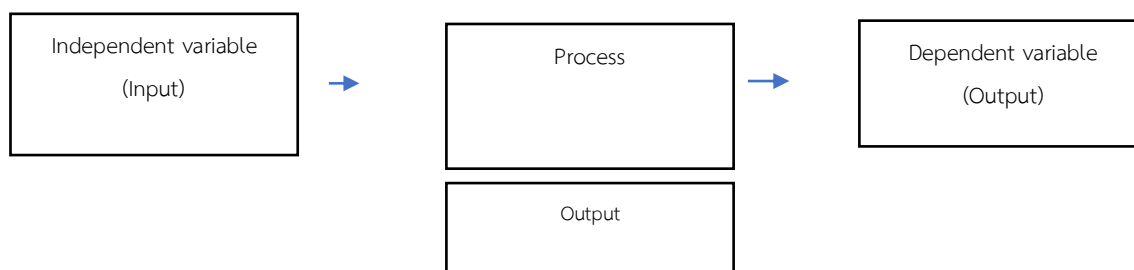 Independent variable
(Input)
Process
Dependent variable
(Output)
Output